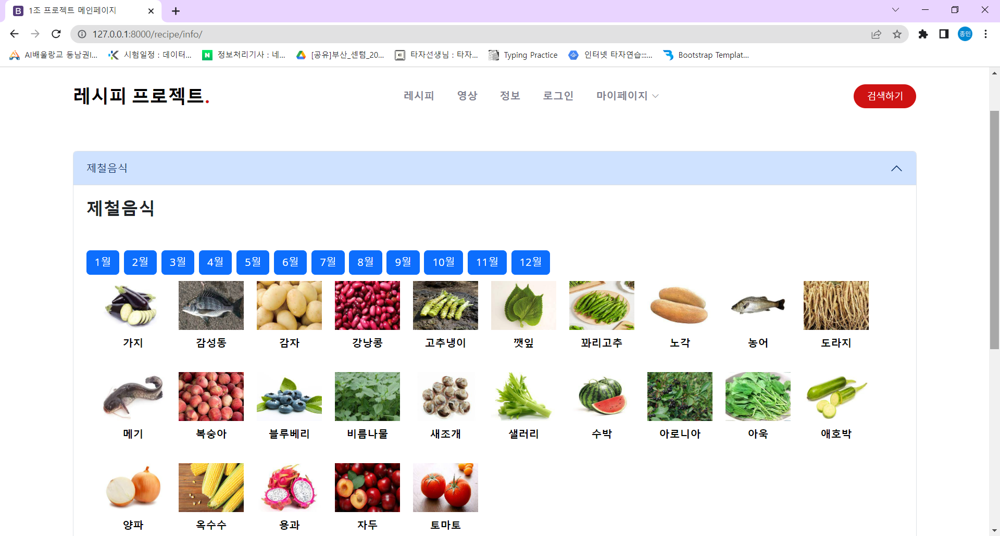 1조 프로젝트 메인페이지
127.0.0.1:8000/recipe/info/
종민
AI배울랑교 동남권I...
시험일정 : 데이터...
정보처리기사 : 네...
[공유]부산_센텀_20...
타자선생님 : 타자...
Typing Practice
인터넷 타자연습:::...
Bootstrap Templat...
레시피 프로젝트.
레시피 영상 정보 로그인 마이페이지
검색하기
제철음식
제철음식
1월 2월 3월 4월 5월 6월 7월 8월 9월 10월 11월 12월
가지 감성동 감자 강낭콩 고추냉이 깻잎 꽈리고추 노각 농어 도라지
메기 복숭아 블루베리 비름나물 새조개 샐러리 수박 아로니아 아욱 애호박
양파 옥수수 용과 자두 토마토